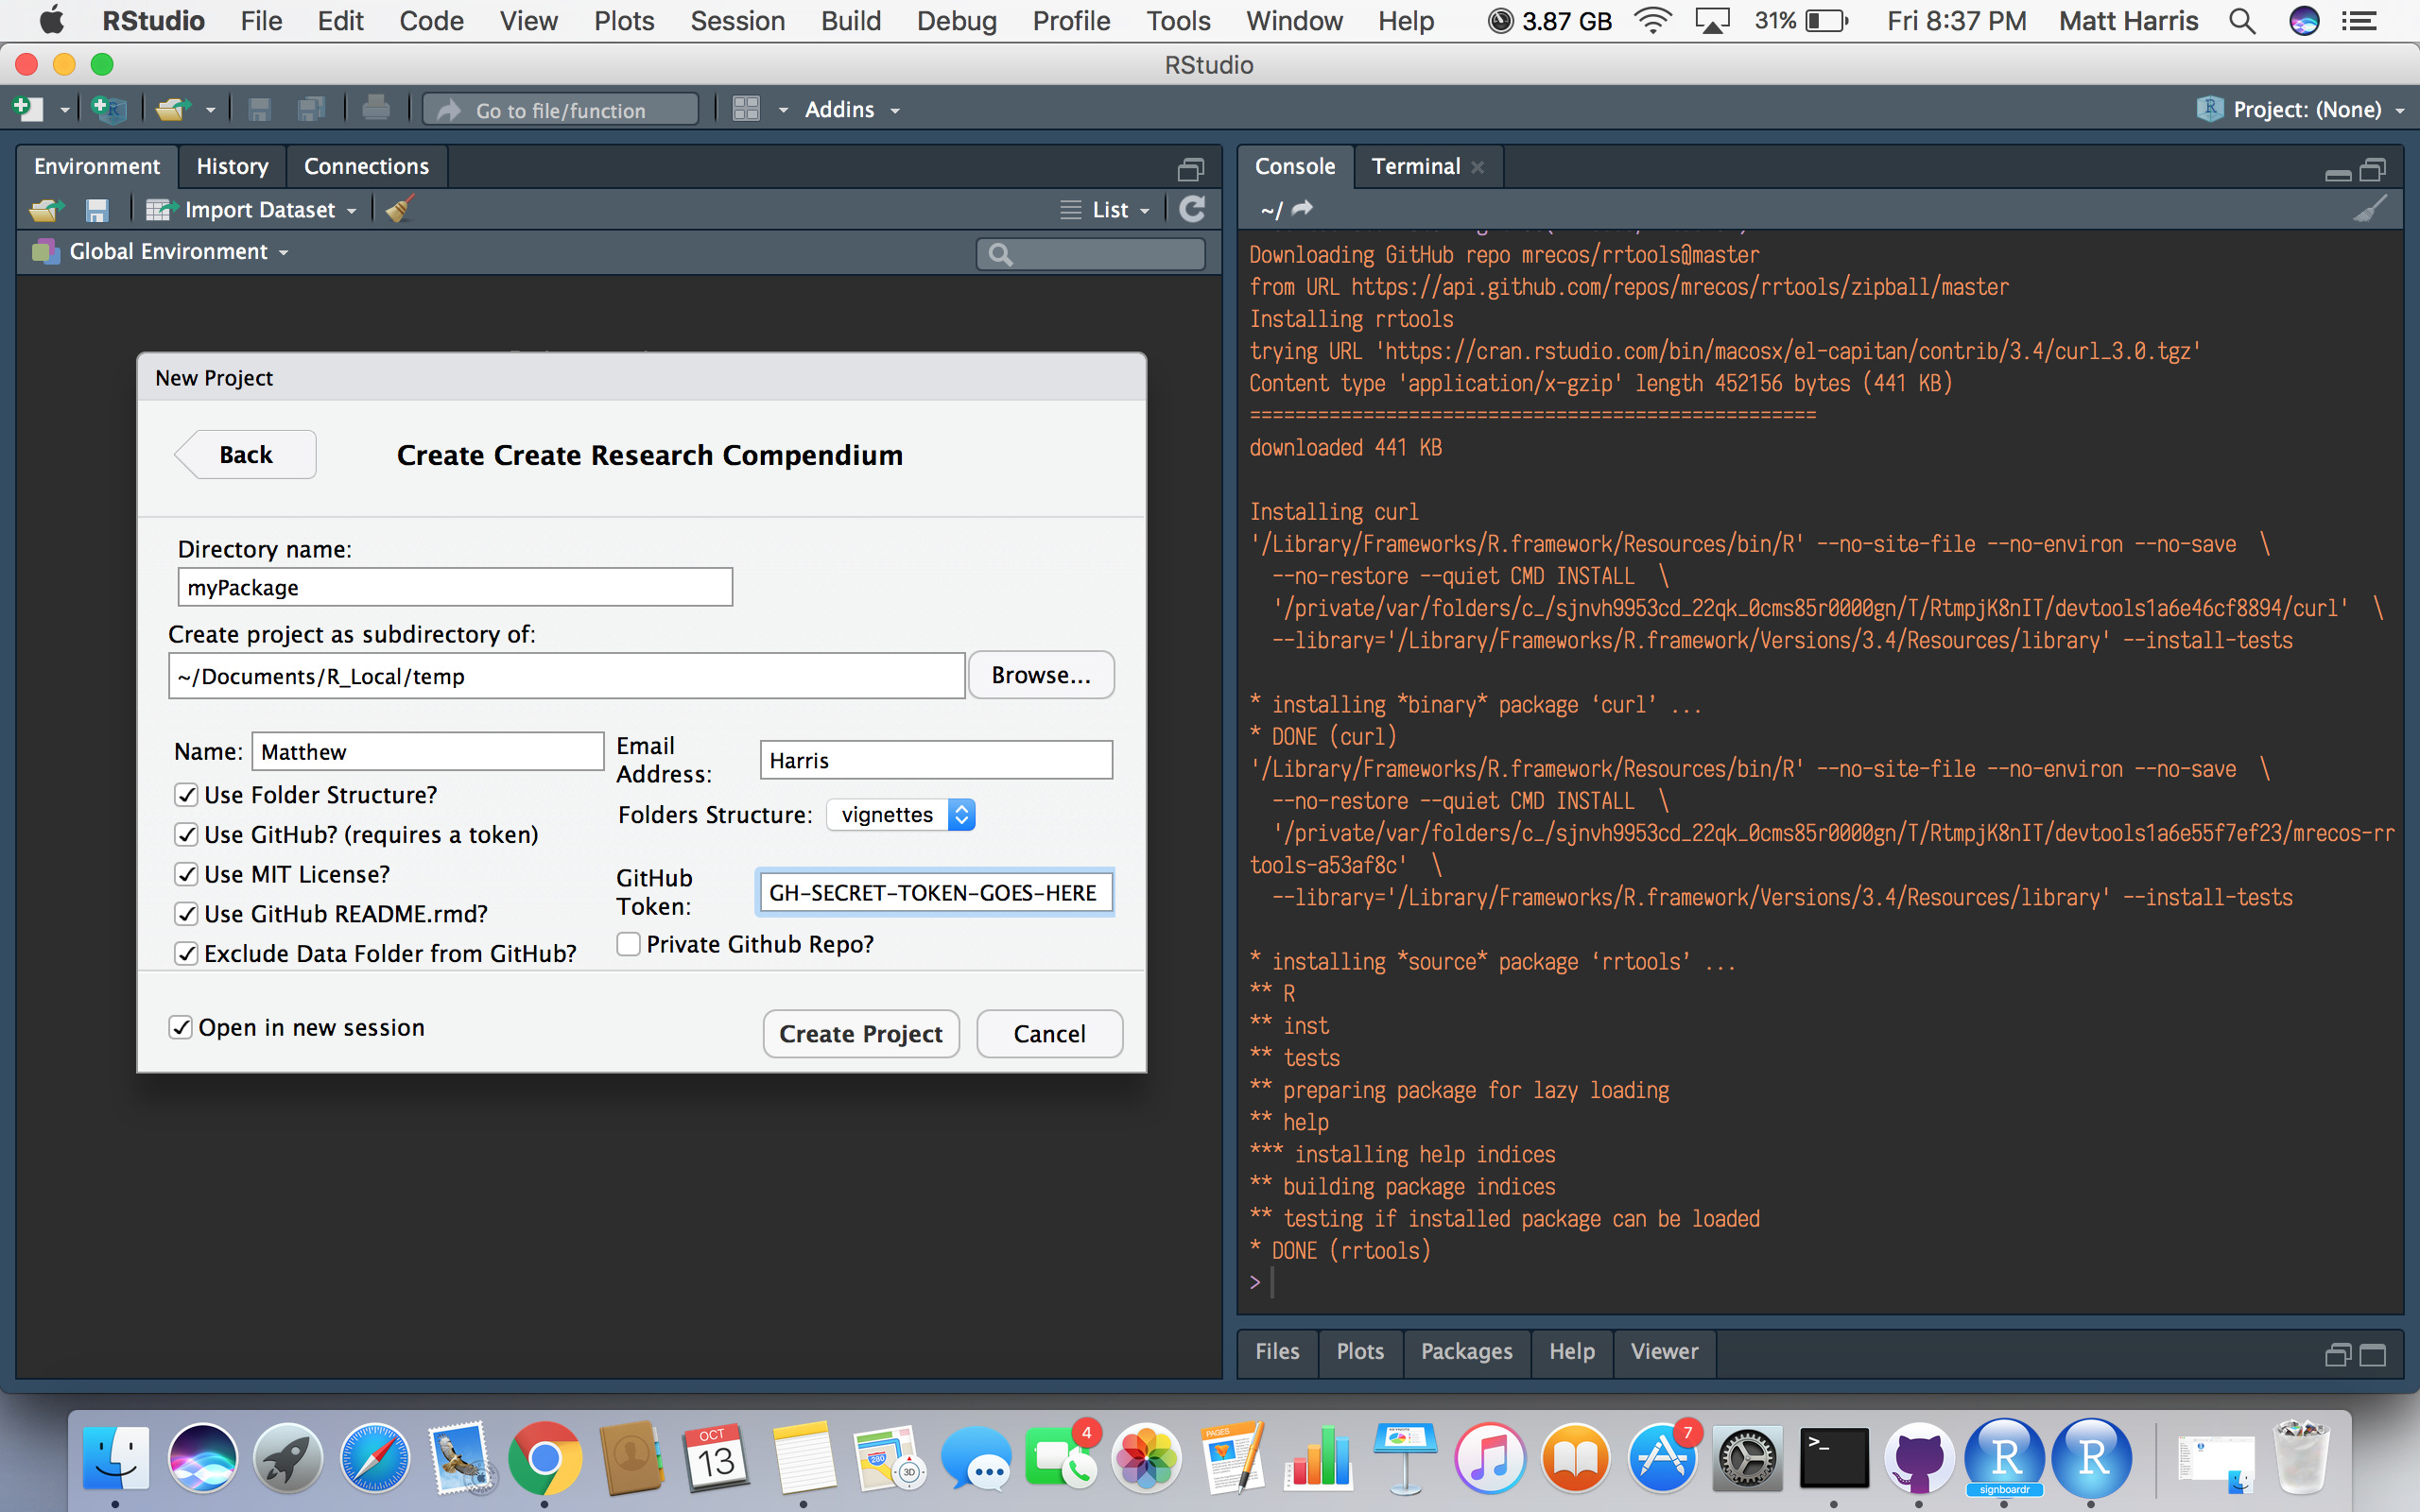 RStudio File Edit Code View Plots Session Build Debug Profile Tools Window Help 3.87 GB 31% Fri 8:37 PM Matt Harris
RStudio
Go to file/function Addins Project: (None)
Environment History Connections
Import Dataset List
Global Environment
New Project
Back
Create Create Research Compendium
Directory name:
myPackage
Create project as subdirectory of:
~/Documents/R_Local/temp
Browse...
Name: Matthew
Email Address: Harris
Use Folder Structure?
Folders Structure: vignettes
Use GitHub? (requires a token)
Use MIT License?
GitHub Token: GH-SECRET-TOKEN-GOES-HERE
Use GitHub README.rmd?
Private Github Repo?
Exclude Data Folder from GitHub?
Open in new session
Create Project
Cancel
Console Terminal
~/
Downloading GitHub repo mrecos/rrtools@master
from URL https://api.github.com/repos/mrecos/rrtools/zipball/master
Installing rrtools
trying URL 'https://cran.rstudio.com/bin/macosx/el-capitan/contrib/3.4/curl_3.0.tgz'
Content type 'application/x-gzip' length 452156 bytes (441 KB)
==================================================
downloaded 441 KB
Installing curl
'/Library/Frameworks/R.framework/Resources/bin/R' --no-site-file --no-environ --no-save \
--no-restore --quiet CMD INSTALL \
'/private/var/folders/c_/sjnvh9953cd_22qk_0cms85r0000gn/T/RtmpjK8nIT/devtools1a6e46cf8894/curl' \
--library='/Library/Frameworks/R.framework/Versions/3.4/Resources/library' --install-tests
* installing *binary* package ‘curl’ ...
* DONE (curl)
'/Library/Frameworks/R.framework/Resources/bin/R' --no-site-file --no-environ --no-save \
--no-restore --quiet CMD INSTALL \
'/private/var/folders/c_/sjnvh9953cd_22qk_0cms85r0000gn/T/RtmpjK8nIT/devtools1a6e55f7ef23/mrecos-rr
tools-a53af8c' \
--library='/Library/Frameworks/R.framework/Versions/3.4/Resources/library' --install-tests
* installing *source* package ‘rrtools’ ...
** R
** inst
** tests
** preparing package for lazy loading
** help
*** installing help indices
** building package indices
** testing if installed package can be loaded
* DONE (rrtools)
>
Files Plots Packages Help Viewer
OCT
13
280
3D
4
PAGES
7
>_
R
signboardr
R